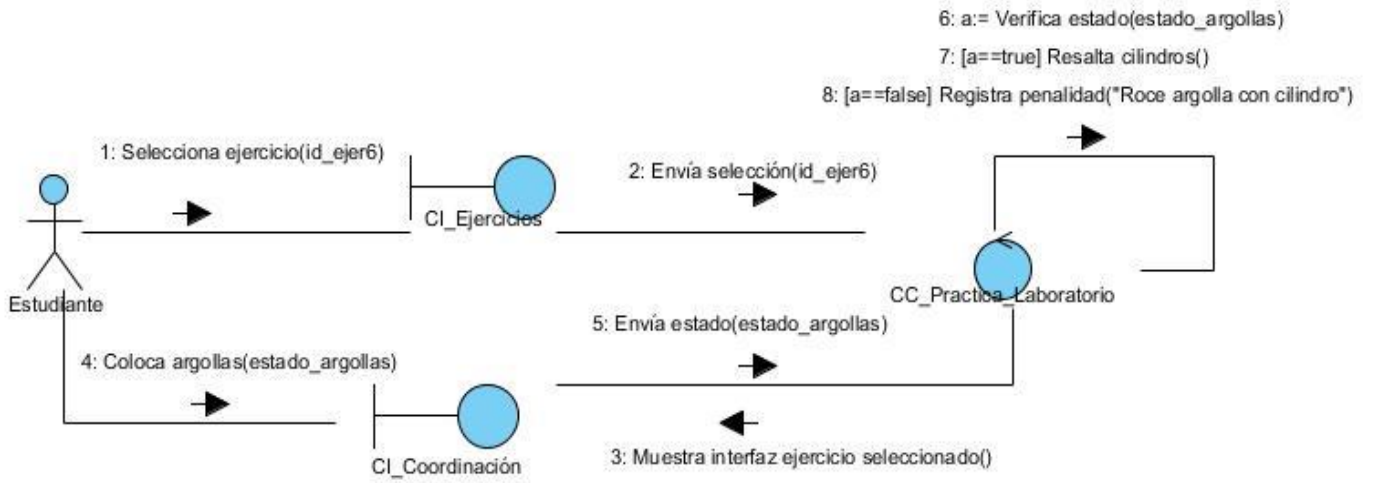 6: a:= Verifica estado(estado_argollas)
7: [a==true] Resalta cilindros()
8: [a==false] Registra penalidad("Roce argolla con cilindro")
1: Selecciona ejercicio(id_ejer6)
2: Envía selección(id_ejer6)
CI_Ejercicios
CC_Practica_Laboratorio
Estudiante
5: Envía estado(estado_argollas)
4: Coloca argollas(estado_argollas)
CI_Coordinación
3: Muestra interfaz ejercicio seleccionado()